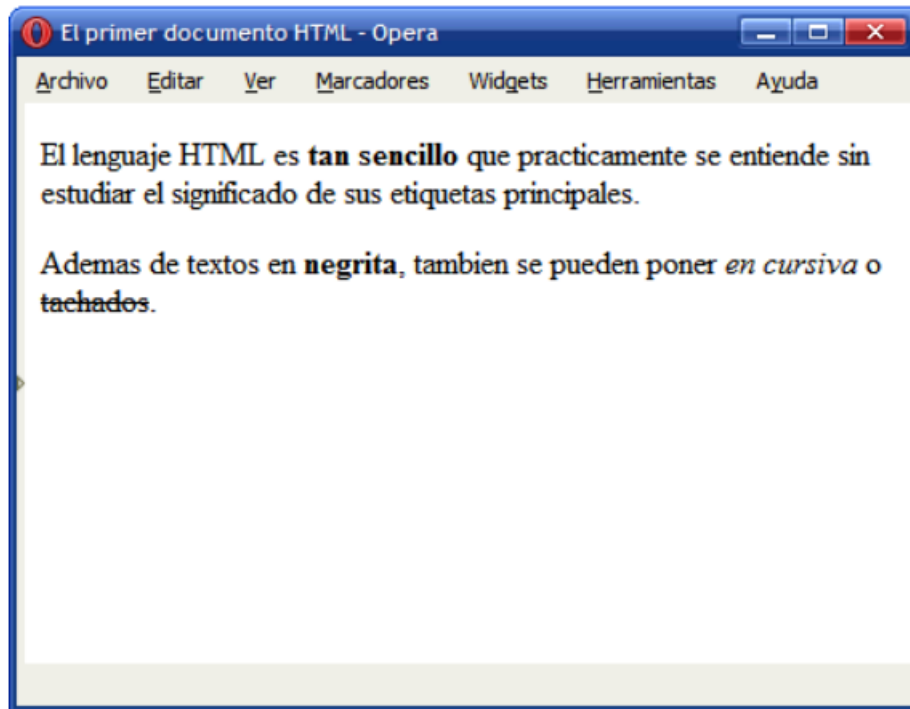 El primer documento HTML - Opera
Archivo Editar Ver Marcadores Widgets Herramientas Ayuda
El lenguaje HTML es tan sencillo que practicamente se entiende sin
estudiar el significado de sus etiquetas principales.
Ademas de textos en negrita, tambien se pueden poner en cursiva o
tachados.